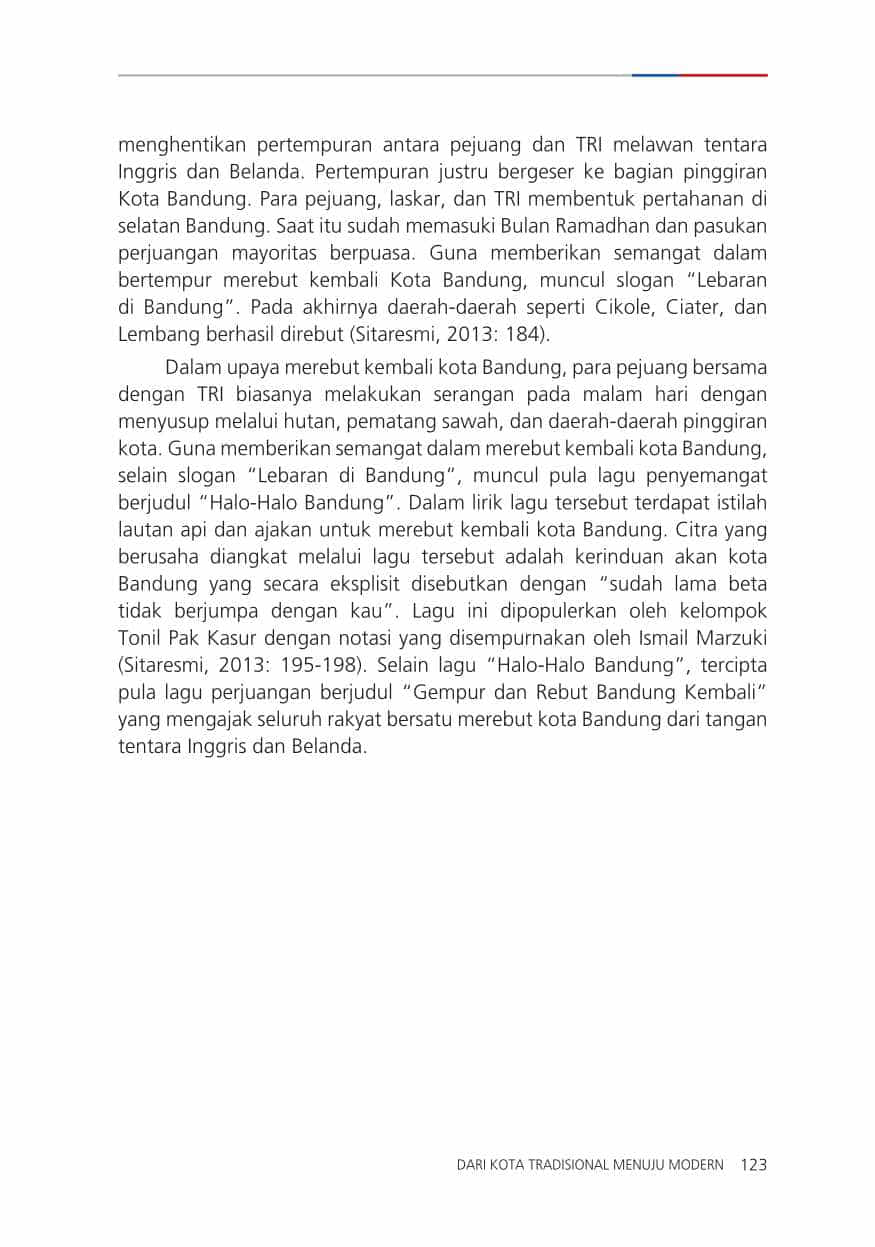 menghentikan pertempuran antara pejuang dan TRI melawan tentara
Inggris dan Belanda. Pertempuran justru bergeser ke bagian pinggiran
Kota Bandung. Para pejuang, laskar, dan TRI membentuk pertahanan di
selatan Bandung. Saat itu sudah memasuki Bulan Ramadhan dan pasukan
perjuangan mayoritas berpuasa. Guna memberikan semangat dalam
bertempur merebut kembali Kota Bandung, muncul slogan “Lebaran
di Bandung”. Pada akhirnya daerah-daerah seperti Cikole, Ciater, dan
Lembang berhasil direbut (Sitaresmi, 2013: 184).
Dalam upaya merebut kembali kota Bandung, para pejuang bersama
dengan TRI biasanya melakukan serangan pada malam hari dengan
menyusup melalui hutan, pematang sawah, dan daerah-daerah pinggiran
kota. Guna memberikan semangat dalam merebut kembali kota Bandung,
selain slogan “Lebaran di Bandung”, muncul pula lagu penyemangat
berjudul “Halo-Halo Bandung”. Dalam lirik lagu tersebut terdapat istilah
lautan api dan ajakan untuk merebut kembali kota Bandung. Citra yang
berusaha diangkat melalui lagu tersebut adalah kerinduan akan kota
Bandung yang secara eksplisit disebutkan dengan “sudah lama beta
tidak berjumpa dengan kau”. Lagu ini dipopulerkan oleh kelompok
Tonil Pak Kasur dengan notasi yang disempurnakan oleh Ismail Marzuki
(Sitaresmi, 2013: 195-198). Selain lagu “Halo-Halo Bandung”, tercipta
pula lagu perjuangan berjudul “Gempur dan Rebut Bandung Kembali”
yang mengajak seluruh rakyat bersatu merebut kota Bandung dari tangan
tentara Inggris dan Belanda.
DARI KOTA TRADISIONAL MENUJU MODERN 123